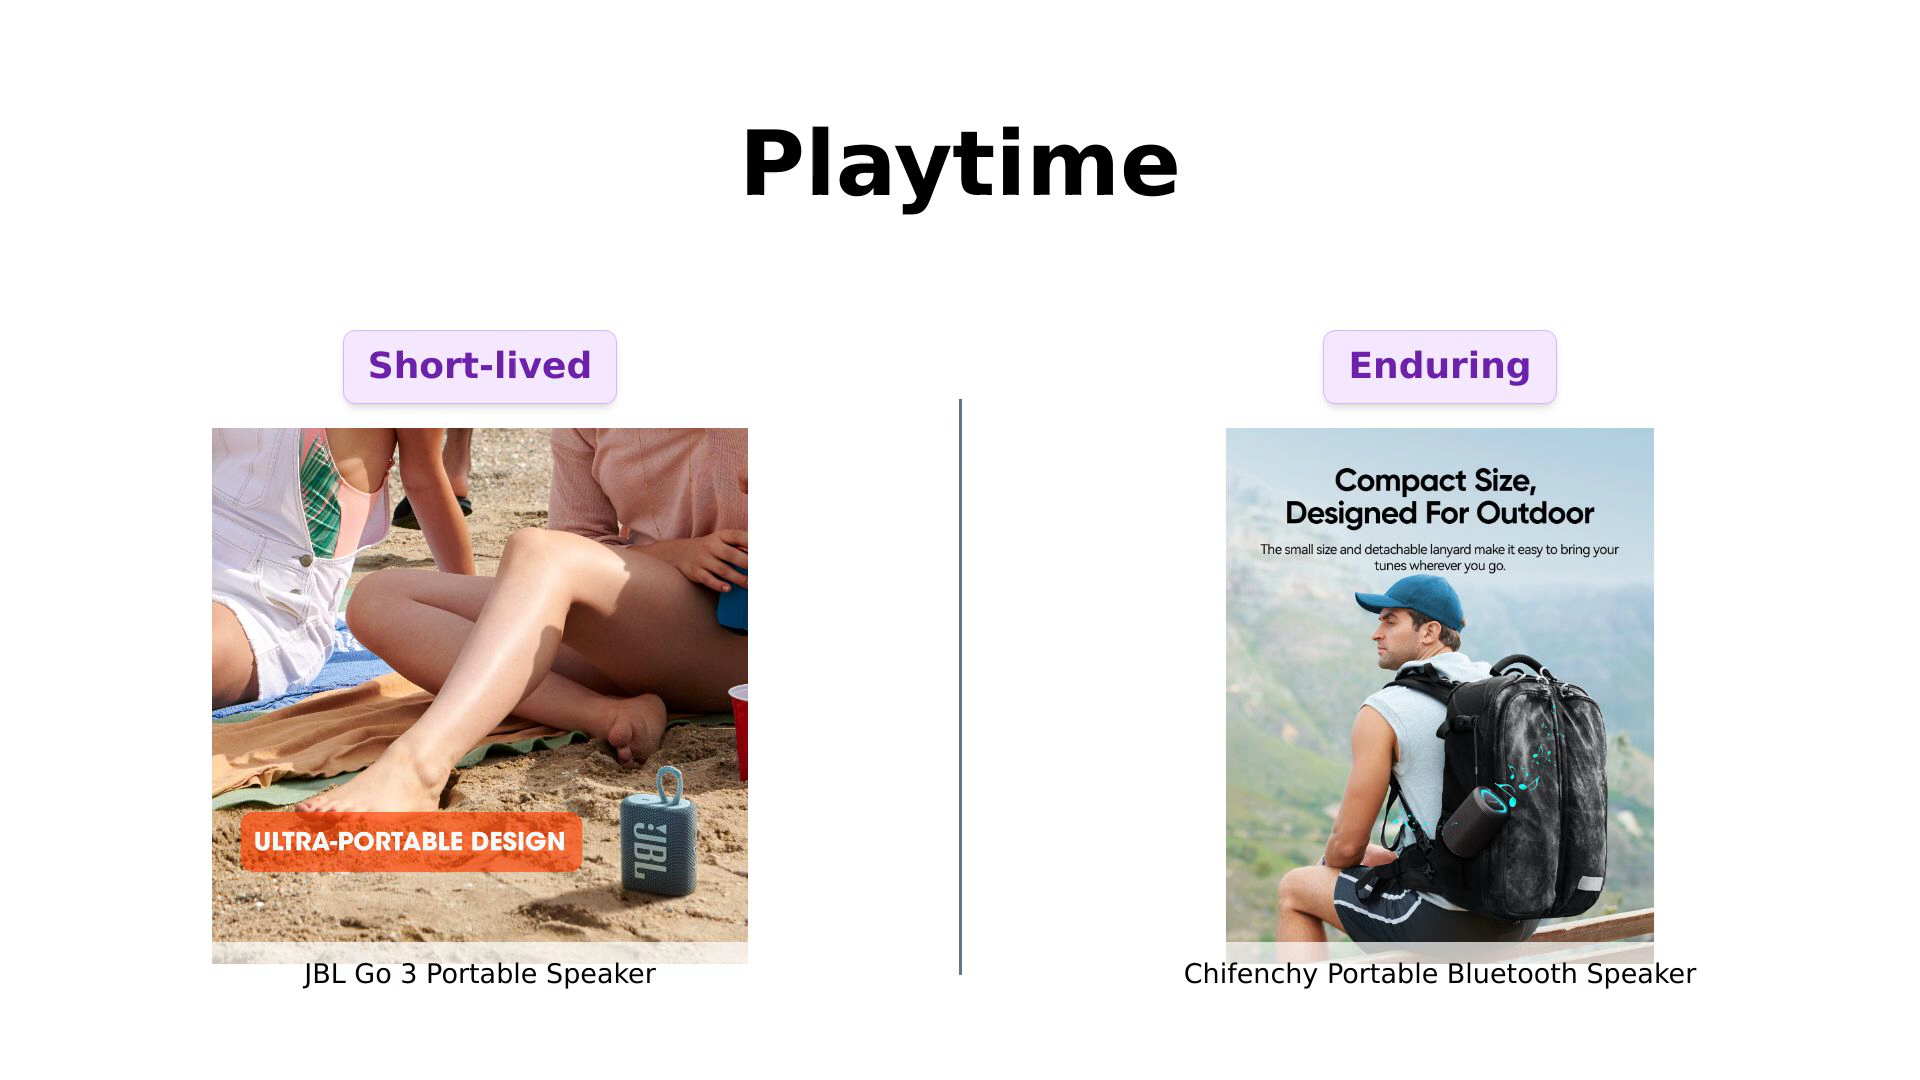 Playtime
Short-lived
Enduring
Compact Size,
Designed For Outdoor
The small size and detachable lanyard make it easy to bring your
tunes wherever you go.
ULTRA-PORTABLE DESIGN
JBL
JBL Go 3 Portable Speaker
Chifenchy Portable Bluetooth Speaker